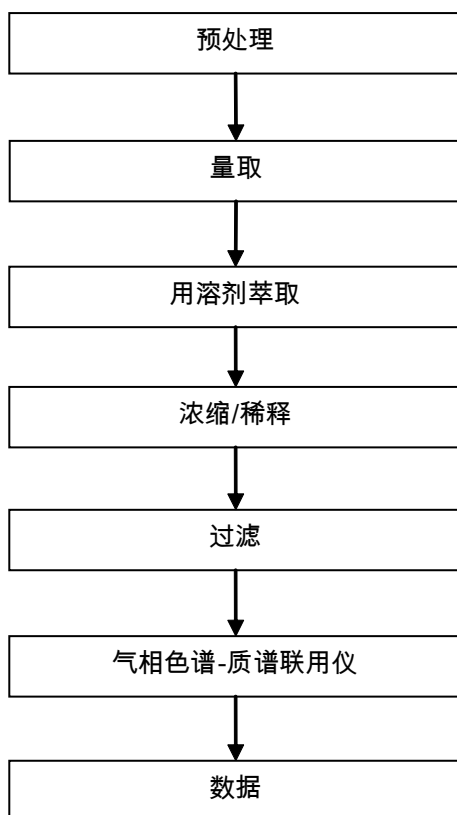 预处理
量取
用溶剂萃取
浓缩/稀释
过滤
气相色谱-质谱联用仪
数据